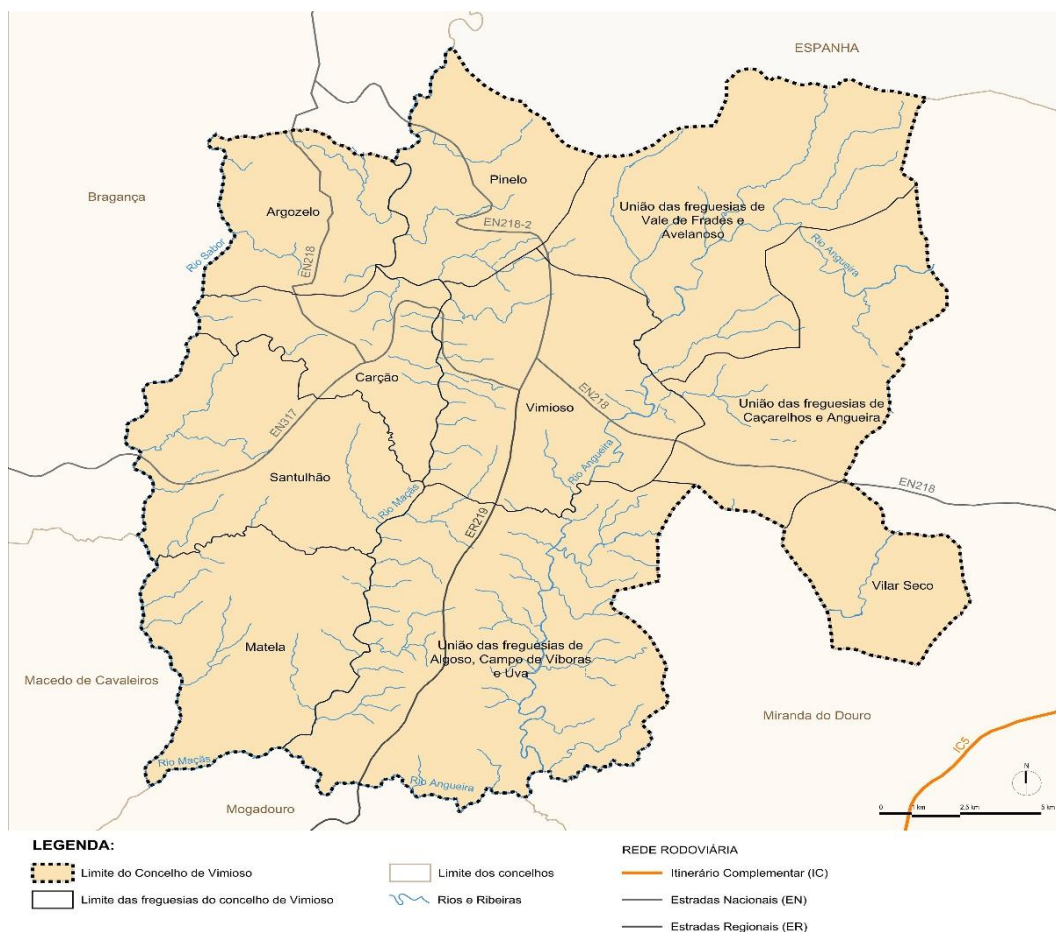 ESPANHA
Bragança
Pinelo
Argozelo
União das freguesias de
Vale de Frades e
Avelanoso
EN218-2
Rio Sabor
EN218
Rio Angueira
Carção
Vimioso
EN218
União das freguesias de
Caçarelhos e Angueira
EN317
Santulhão
Rio Maçãs
Rio Angueira
EN218
ER219
Vilar Seco
Matela
União das freguesias de
Algoso, Campo de Víboras
e Uva
Macedo de Cavaleiros
Miranda do Douro
IC5
Rio Maçãs
Rio Angueira
Mogadouro
N
0 1 km 2.5 km 5 km
LEGENDA:
Limite do Concelho de Vimioso
Limite das freguesias do concelho de Vimioso
Limite dos concelhos
Rios e Ribeiras
REDE RODOVIÁRIA
Itinerário Complementar (IC)
Estradas Nacionais (EN)
Estradas Regionais (ER)